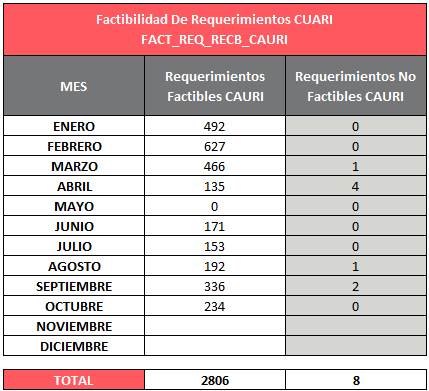 Factibilidad De Requerimientos CUARI
FACT_REQ_RECB_CAURI
MES Requerimientos Factibles CAURI Requerimientos No Factibles CAURI
ENERO 492 0
FEBRERO 627 0
MARZO 466 1
ABRIL 135 4
MAYO 0 0
JUNIO 171 0
JULIO 153 0
AGOSTO 192 1
SEPTIEMBRE 336 2
OCTUBRE 234 0
NOVIEMBRE
DICIEMBRE
TOTAL 2806 8